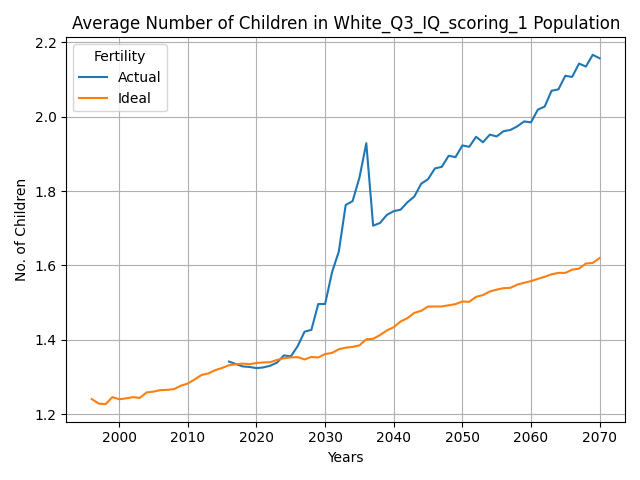 Average Number of Children in White_Q3_IQ_scoring_1 Population
Fertility
Actual
Ideal
No. of Children
2.2
2.0
1.8
1.6
1.4
1.2
2000 2010 2020 2030 2040 2050 2060 2070
Years